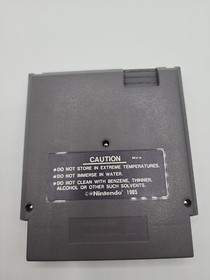 CAUTION
●DO NOT STORE IN EXTREME TEMPERATURES.
●DO NOT IMMERSE IN WATER.
●DO NOT CLEAN WITH BENZENE, THINNER,
ALCOHOL OR OTHER SUCH SOLVENTS.
©Nintendo 1985